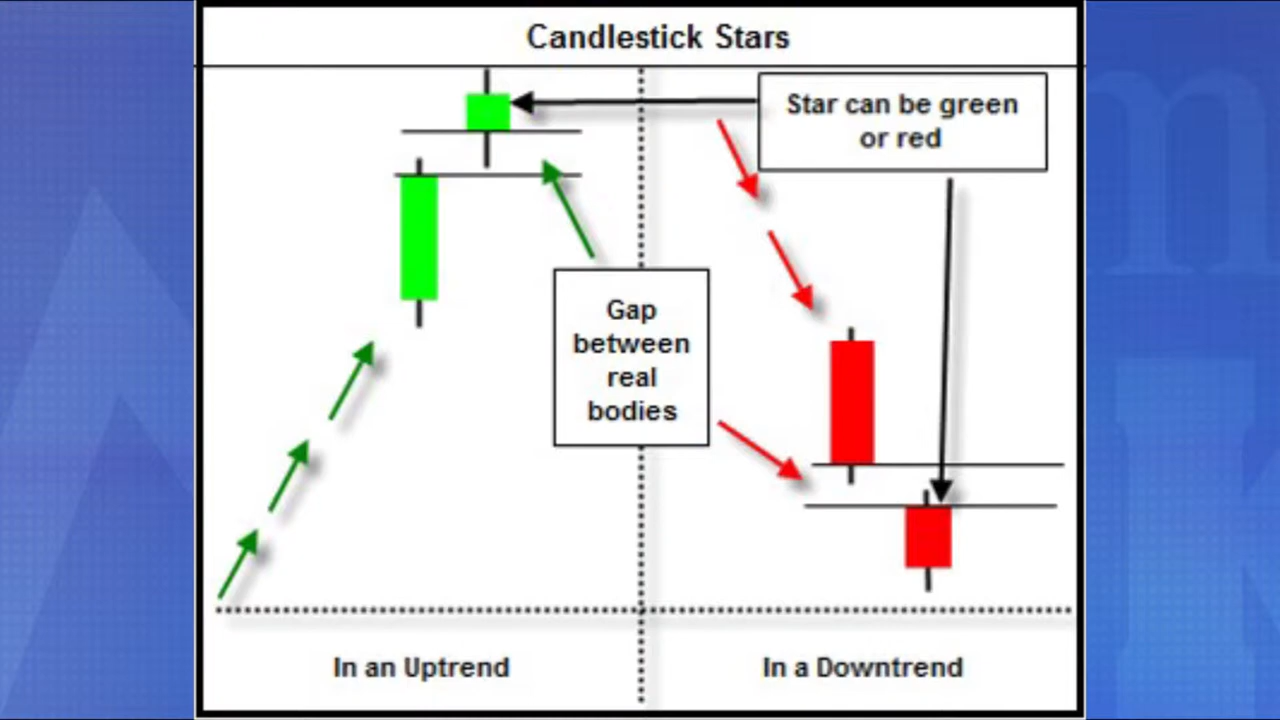 Candlestick Stars
Star can be green
or red
Gap
between
real
bodies
In an Uptrend
In a Downtrend